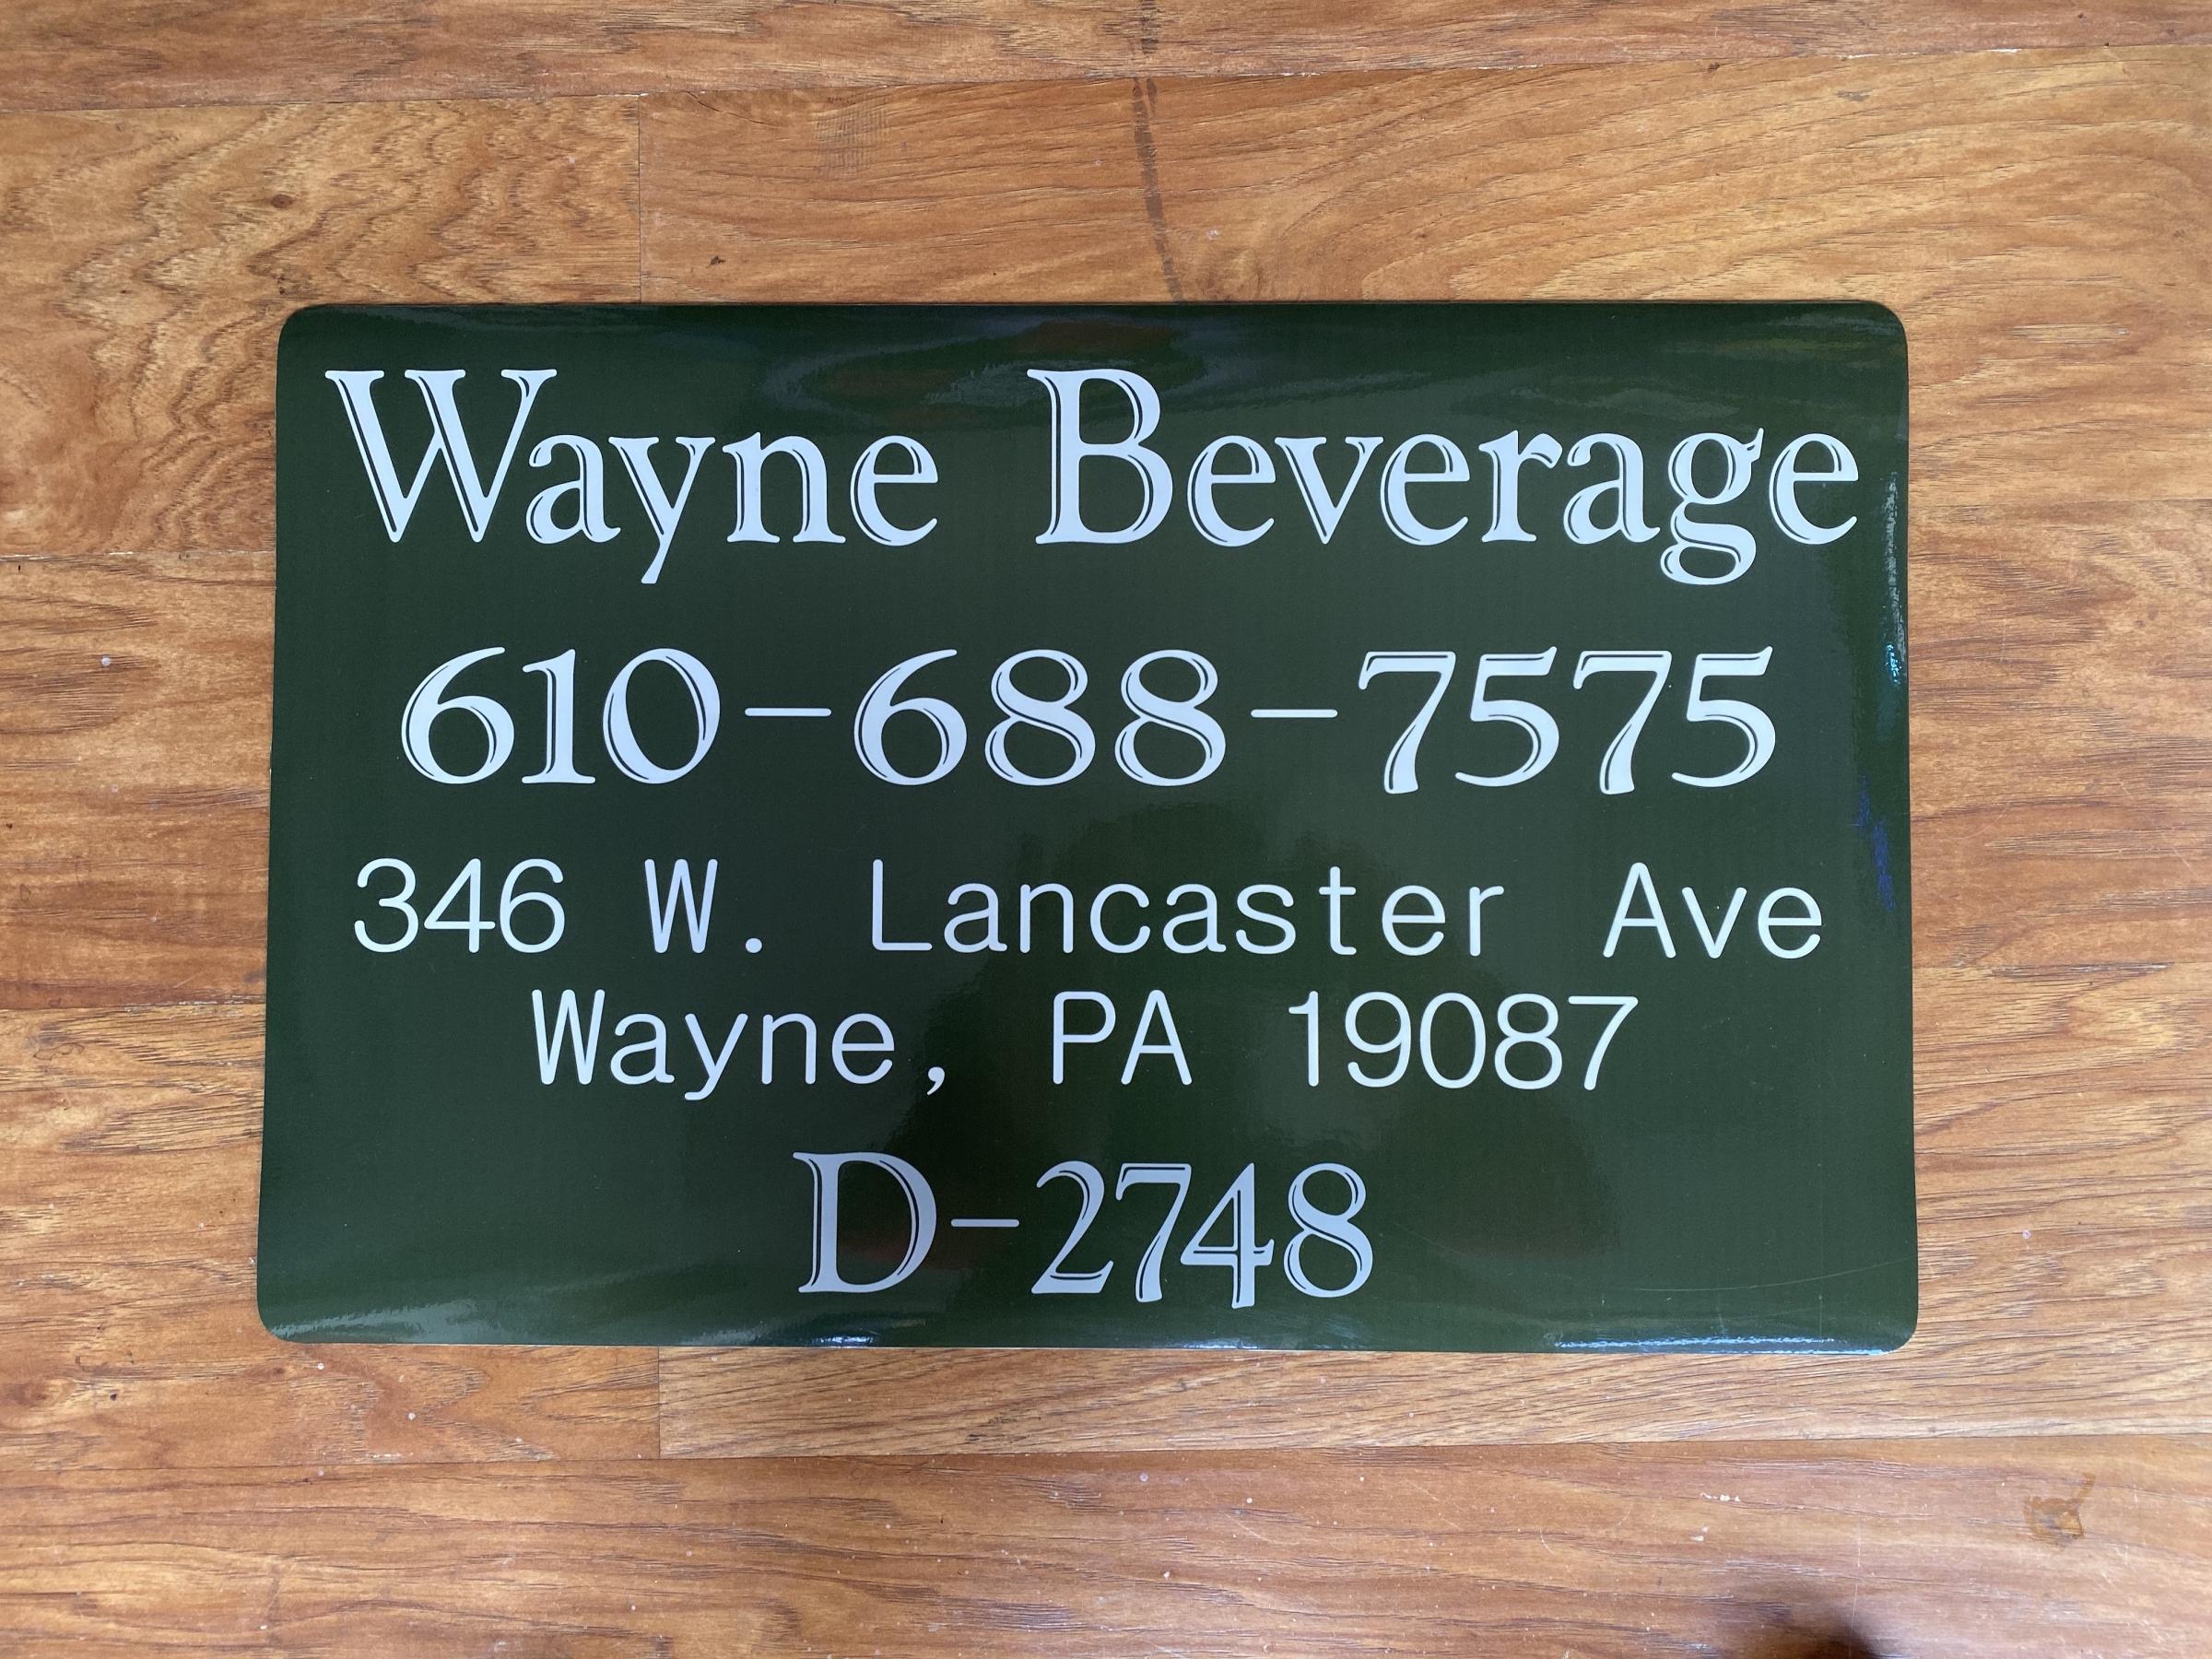 Wayne Beverage
610-688-7575
346 W. Lancaster Ave
Wayne, PA 19087
D-2748